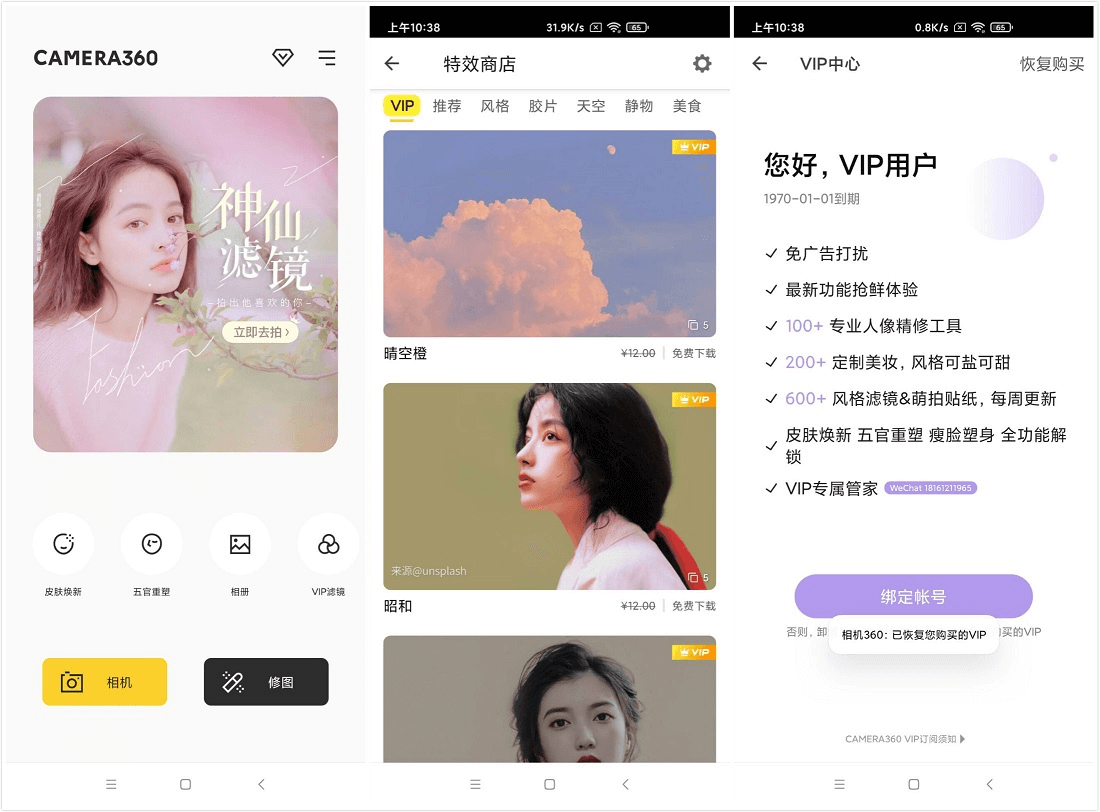 CAMERA360
神仙
滤镜
拍出他喜欢的你
立即去拍 ›
Fashion
皮肤焕新
五官重塑
相册
VIP滤镜
相机
修图
上午10:38
31.9K/s
65
特效商店
VIP 推荐 风格 胶片 天空 静物 美食
VIP
5
晴空橙
¥12.00 | 免费下载
VIP
来源@unsplash
5
昭和
¥12.00 | 免费下载
VIP
上午10:38
0.8K/s
65
VIP中心
恢复购买
您好，VIP用户
1970-01-01到期
免广告打扰
最新功能抢鲜体验
100+ 专业人像精修工具
200+ 定制美妆，风格可盐可甜
600+ 风格滤镜&萌拍贴纸，每周更新
皮肤焕新 五官重塑 瘦脸塑身 全功能解
锁
VIP专属管家 WeChat 18161211965
绑定帐号
否则，卸
买的VIP
相机360：已恢复您购买的VIP
CAMERA360 VIP订阅须知